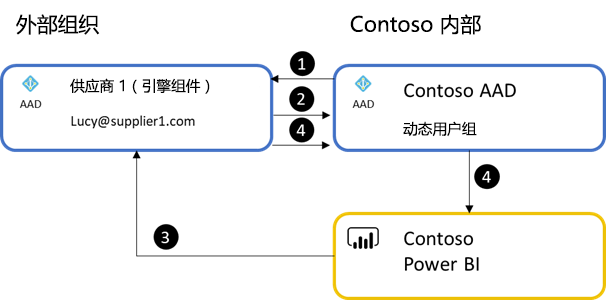 外部组织
Contoso 内部
1
AAD
供应商 1（引擎组件）
Lucy@supplier1.com
2
4
AAD
Contoso AAD
动态用户组
4
3
Contoso
Power BI